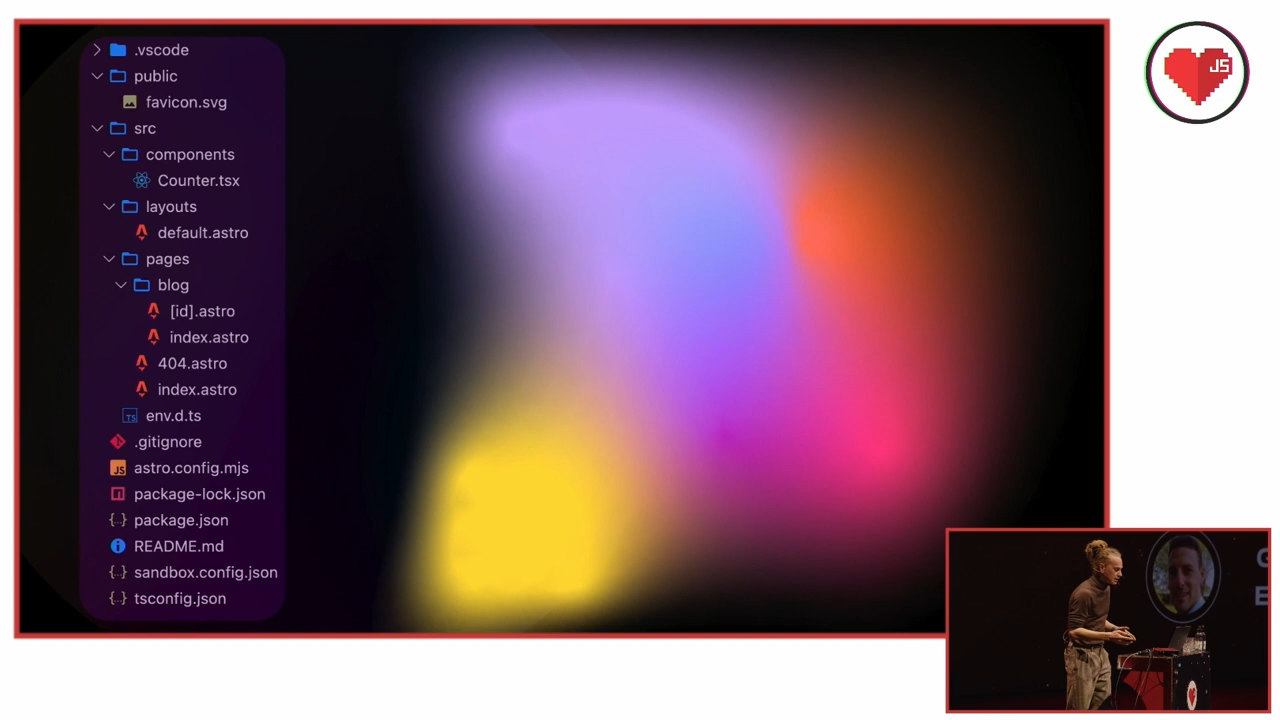 .vscode
public
favicon.svg
src
components
Counter.tsx
layouts
default.astro
pages
blog
[id].astro
index.astro
404.astro
index.astro
env.d.ts
TS
.gitignore
astro.config.mjs
JS
package-lock.json
package.json
README.md
sandbox.config.json
tsconfig.json
JS
G
E